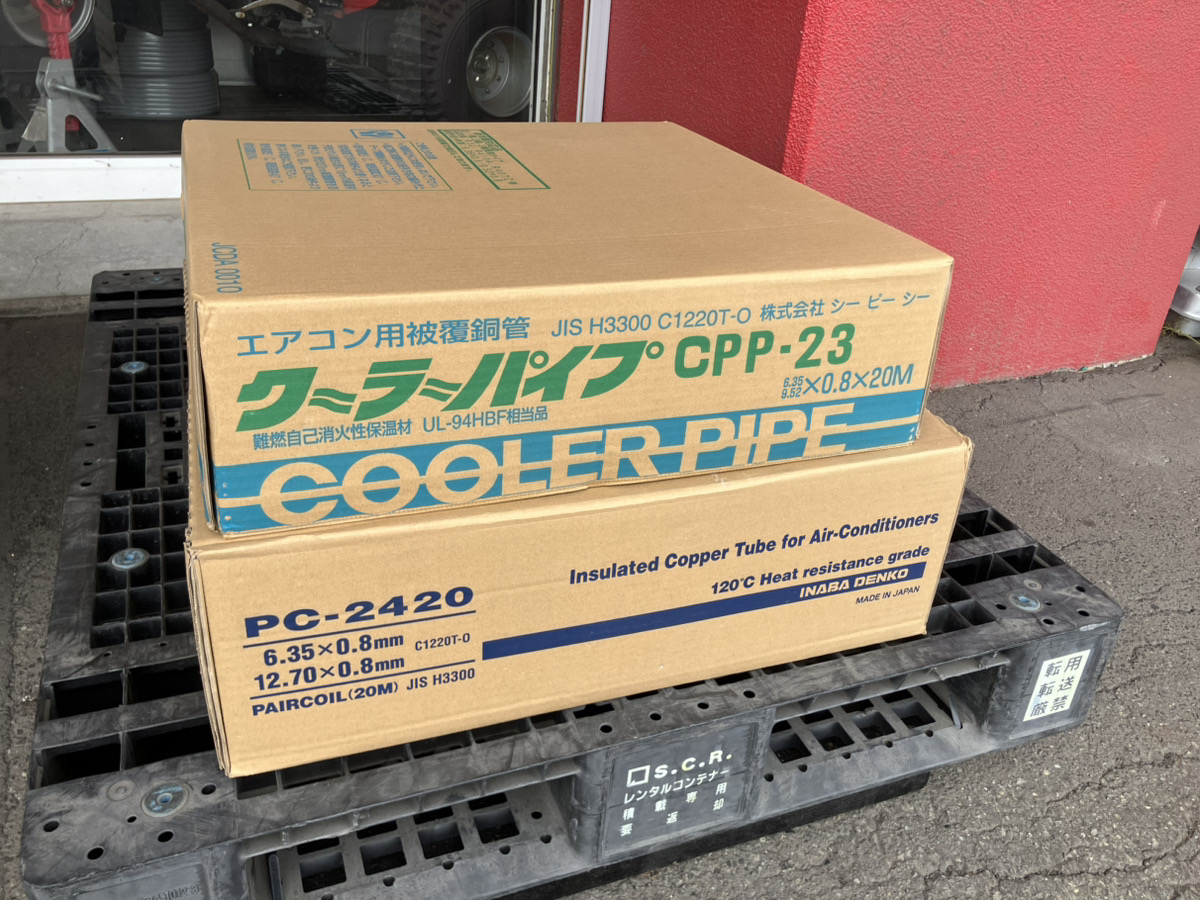 JCDA 0010
エアコン用被覆銅管 JIS H3300 C1220T-O 株式会社 シー ピー シー
クーラーパイプ CPP-23
6.35
9.52 ×0.8×20M
難燃自己消火性保温材 UL-94HBF相当品
COOLER PIPE
Insulated Copper Tube for Air-Conditioners
120℃ Heat resistance grade
INABA DENKO
MADE IN JAPAN
PC-2420
6.35×0.8mm C1220T-O
12.70×0.8mm
PAIRCOIL(20M) JIS H3300
転用
転送
厳禁
S.C.R.
レンタルコンテナー
積載専用
要返却